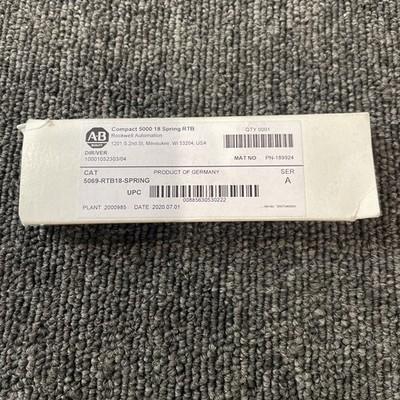 AB
Compact 5000 18 Spring RTB
Rockwell Automation
1201 S.2nd St, Milwaukee, WI 53204, USA
QTY 0001
DIR/VER
10001052303/04
MAT NO PN-189924
CAT
PRODUCT OF GERMANY
SER
5069-RTB18-SPRING
A
UPC
00885630530222
PLANT 2000985 DATE 2020.07.01